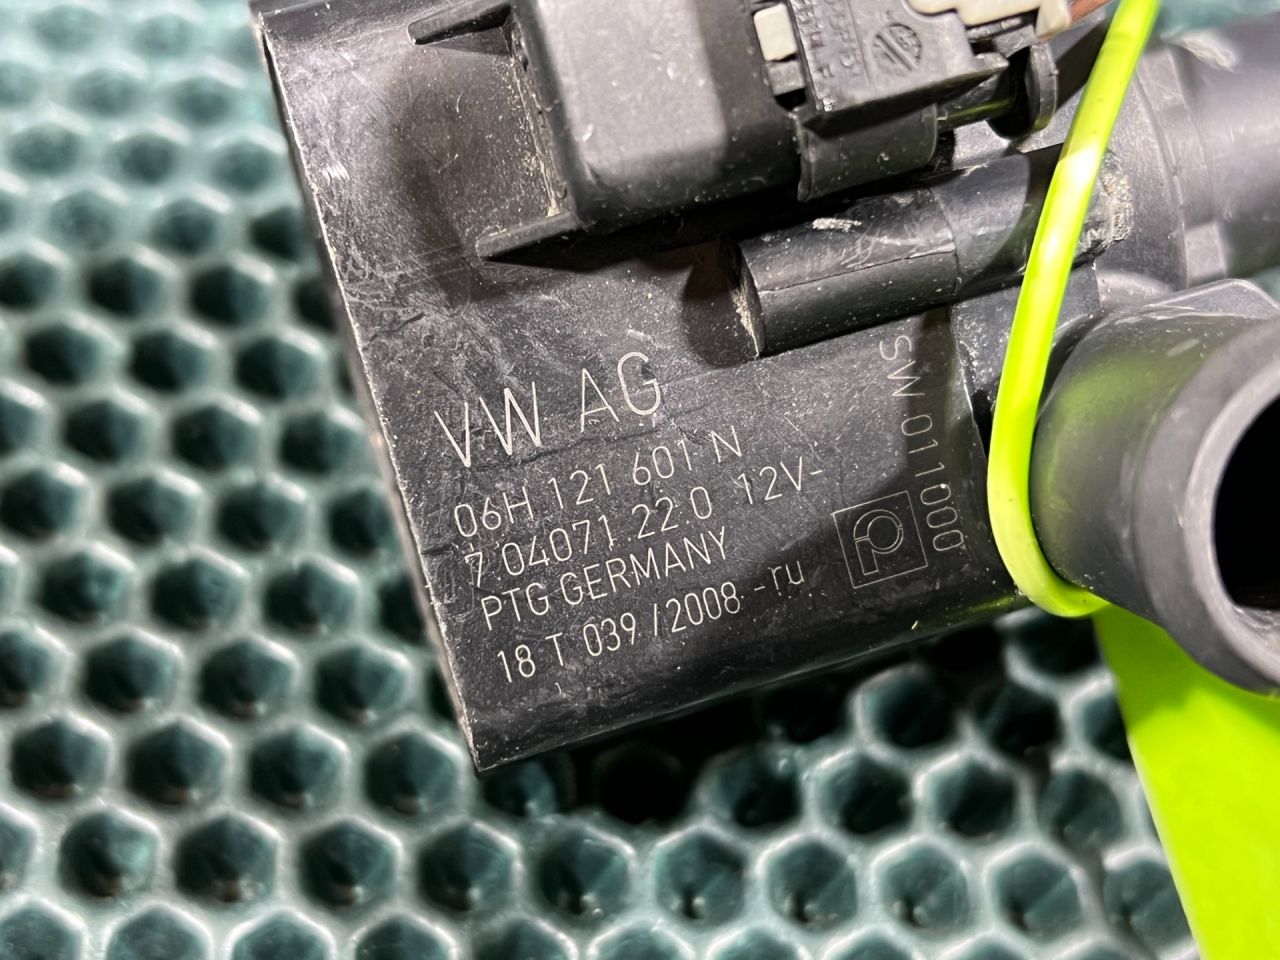 VW AG
06H 121 601 N
7.04071.22.0 12V-
PTG GERMANY
18 T 039 /2008 -ru
SW 011000